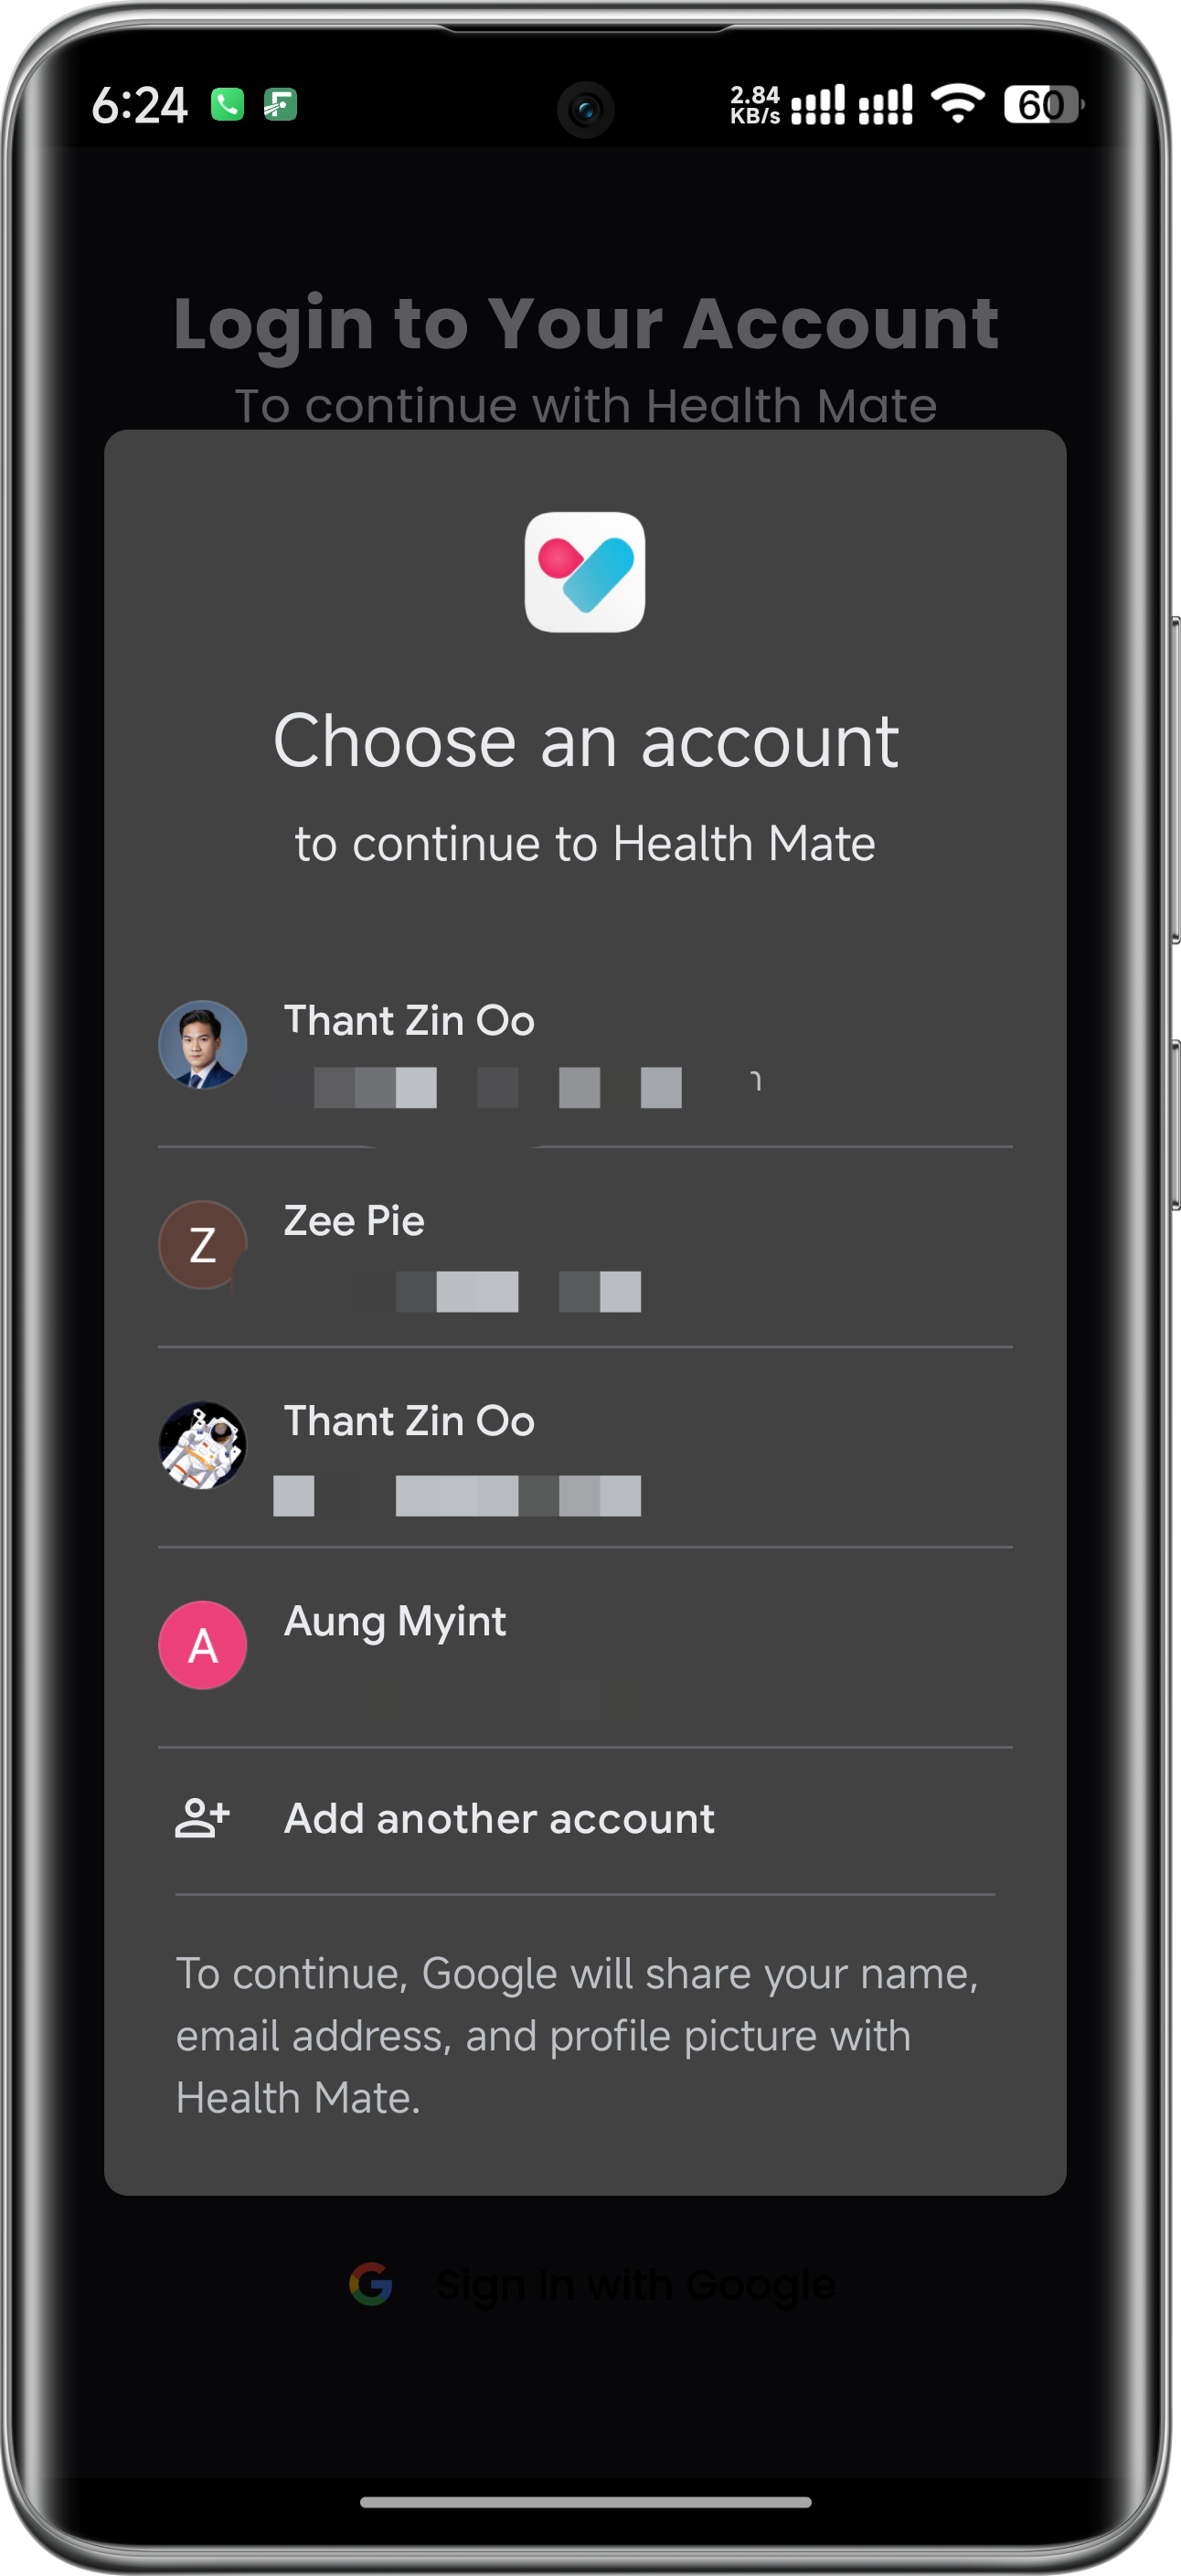 6:24
2.84
KB/s
60
Login to Your Account
To continue with Health Mate
Choose an account
to continue to Health Mate
Thant Zin Oo
Z
Zee Pie
Thant Zin Oo
A
Aung Myint
Add another account
To continue, Google will share your name,
email address, and profile picture with
Health Mate.
Sign In with Google